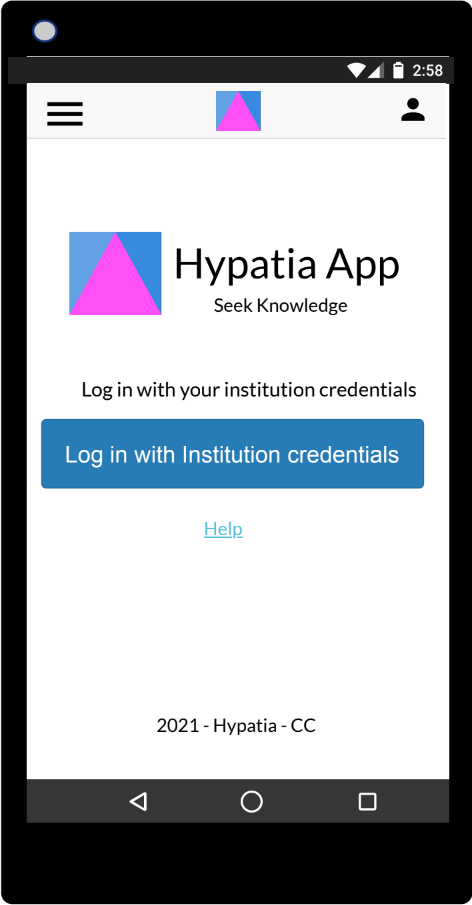 2:58
Hypatia App
Seek Knowledge
Log in with your institution credentials
Log in with Institution credentials
Help
2021 - Hypatia - CC